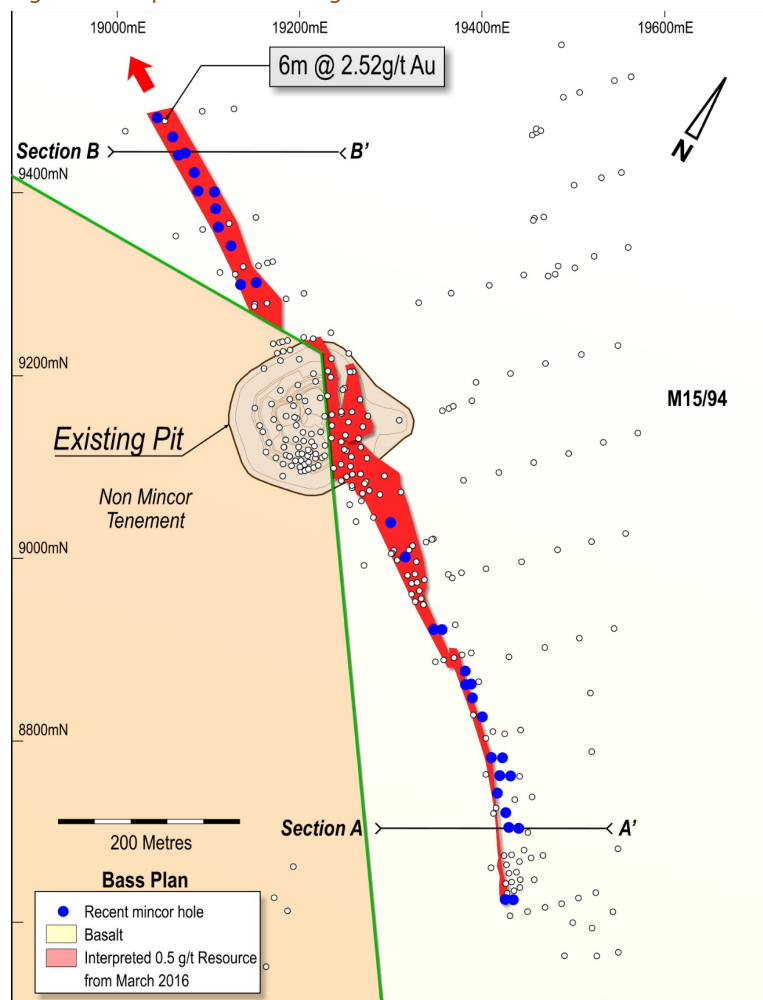 19000mE
19200mE
19400mE
19600mE
6m @ 2.52g/t Au
N
Section B
B'
9400mN
9200mN
M15/94
Existing Pit
Non Mincor
Tenement
9000mN
8800mN
Section A
A'
200 Metres
Bass Plan
Recent mincor hole
Basalt
Interpreted 0.5 g/t Resource
from March 2016